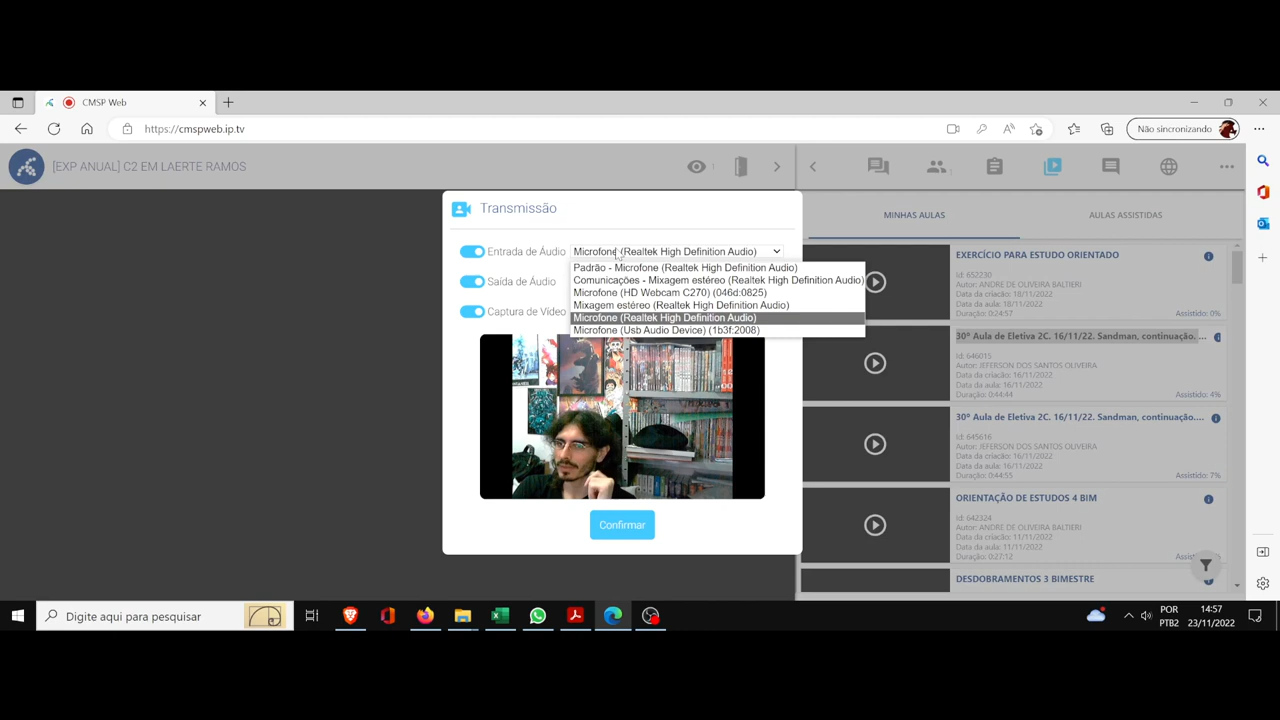 CMSP Web
https://cmspweb.ip.tv
Não sincronizando
[EXP ANUAL] C2 EM LAERTE RAMOS
Transmissão
Entrada de Áudio
Microfone (Realtek High Definition Audio)
Padrão - Microfone (Realtek High Definition Audio)
Comunicações - Mixagem estéreo (Realtek High Definition Audio)
Microfone (HD Webcam C270) (046d:0825)
Mixagem estéreo (Realtek High Definition Audio)
Microfone (Realtek High Definition Audio)
Microfone (Usb Audio Device) (1b3f:2008)
Saída de Áudio
Captura de Vídeo
Confirmar
MINHAS AULAS
AULAS ASSISTIDAS
EXERCÍCIO PARA ESTUDO ORIENTADO
Id: 652230
Autor: ANDRE DE OLIVEIRA BALTIERI
Data da criação: 18/11/2022
Data da aula: 18/11/2022
Duração: 0:24:57
Assistido: 0%
30º Aula de Eletiva 2C. 16/11/22. Sandman, continuação. ...
Id: 646015
Autor: JEFERSON DOS SANTOS OLIVEIRA
Data da criação: 16/11/2022
Data da aula: 16/11/2022
Duração: 0:44:44
Assistido: 4%
30º Aula de Eletiva 2C. 16/11/22. Sandman, continuação....
Id: 645616
Autor: JEFERSON DOS SANTOS OLIVEIRA
Data da criação: 16/11/2022
Data da aula: 16/11/2022
Duração: 0:44:55
Assistido: 7%
ORIENTAÇÃO DE ESTUDOS 4 BIM
Id: 642324
Autor: ANDRE DE OLIVEIRA BALTIERI
Data da criação: 11/11/2022
Data da aula: 11/11/2022
Duração: 0:27:12
DESDOBRAMENTOS 3 BIMESTRE
Digite aqui para pesquisar
POR
PTB2
14:57
23/11/2022